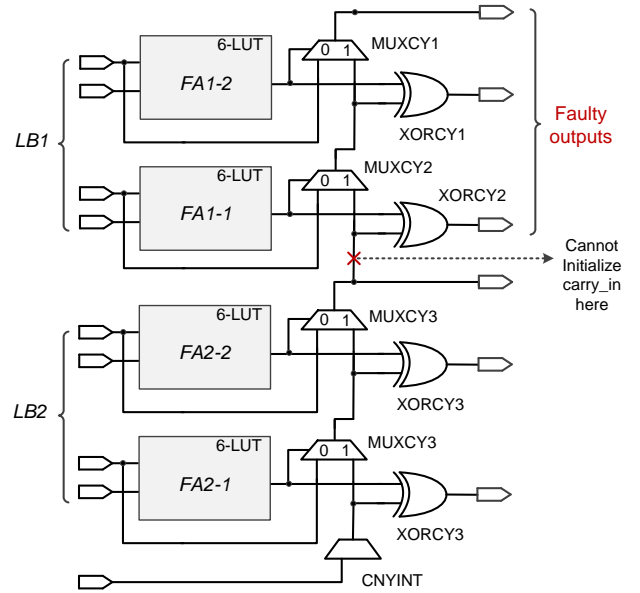 6-LUT
0 1
MUXCY1
FA1-2
XORCY1
LB1
Faulty
outputs
6-LUT
0 1
MUXCY2
FA1-1
XORCY2
Cannot
Initialize
carry_in
here
6-LUT
0 1
MUXCY3
FA2-2
XORCY3
LB2
6-LUT
0 1
MUXCY3
FA2-1
XORCY3
CNYINT